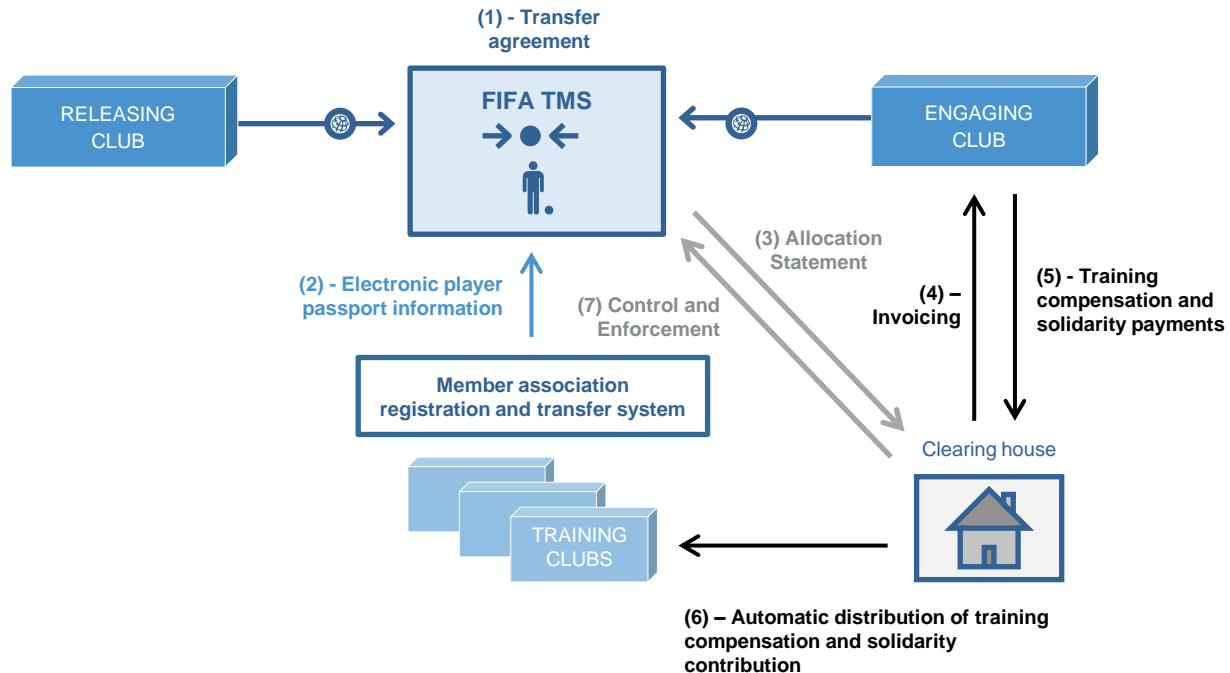 (1) - Transfer
agreement
RELEASING
CLUB
FIFA TMS
ENGAGING
CLUB
(2) - Electronic player
passport information
(3) Allocation
Statement
(7) Control and
Enforcement
(4) –
Invoicing
(5) - Training
compensation and
solidarity payments
Member association
registration and transfer system
Clearing house
TRAINING
CLUBS
(6) – Automatic distribution of training
compensation and solidarity
contribution